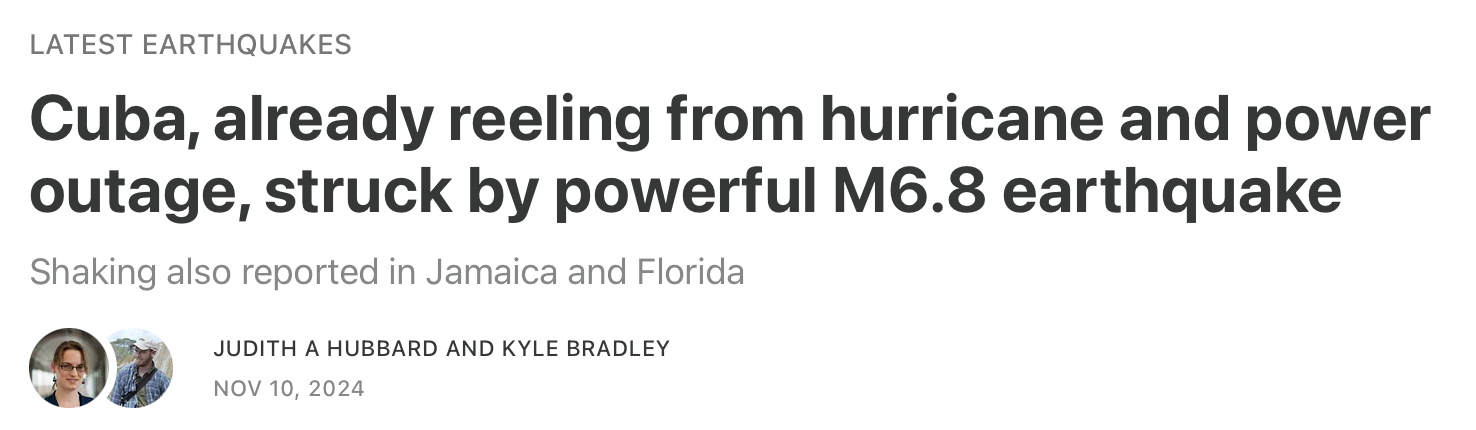 LATEST EARTHQUAKES
Cuba, already reeling from hurricane and power
outage, struck by powerful M6.8 earthquake
Shaking also reported in Jamaica and Florida
JUDITH A HUBBARD AND KYLE BRADLEY
NOV 10, 2024